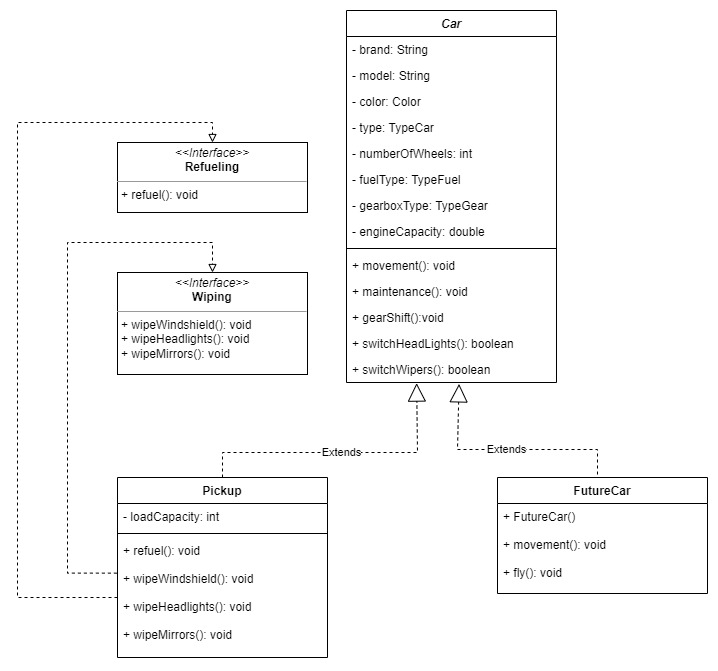 Car
- brand: String
- model: String
- color: Color
- type: TypeCar
- numberOfWheels: int
- fuelType: TypeFuel
- gearboxType: TypeGear
- engineCapacity: double
+ movement(): void
+ maintenance(): void
+ gearShift():void
+ switchHeadLights(): boolean
+ switchWipers(): boolean
<<Interface>>
Refueling
+ refuel(): void
<<Interface>>
Wiping
+ wipeWindshield(): void
+ wipeHeadlights(): void
+ wipeMirrors(): void
Extends
Extends
Pickup
- loadCapacity: int
+ refuel(): void
+ wipeWindshield(): void
+ wipeHeadlights(): void
+ wipeMirrors(): void
FutureCar
+ FutureCar()
+ movement(): void
+ fly(): void